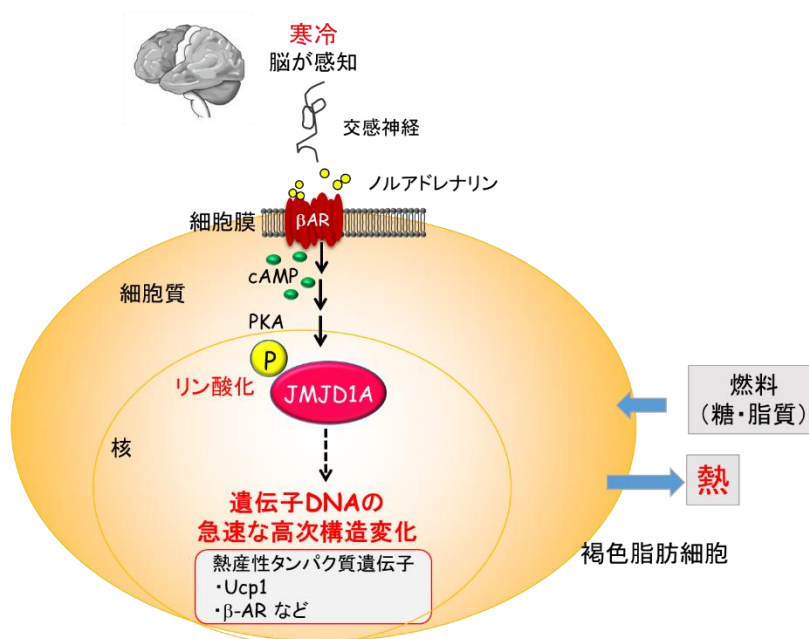 寒冷
脳が感知
交感神経
ノルアドレナリン
細胞膜
βAR
cAMP
細胞質
PKA
P
リン酸化
JMJD1A
燃料
(糖・脂質)
核
熱
遺伝子DNAの
急速な高次構造変化
褐色脂肪細胞
熱産性タンパク質遺伝子
・Ucp1
・β-AR など